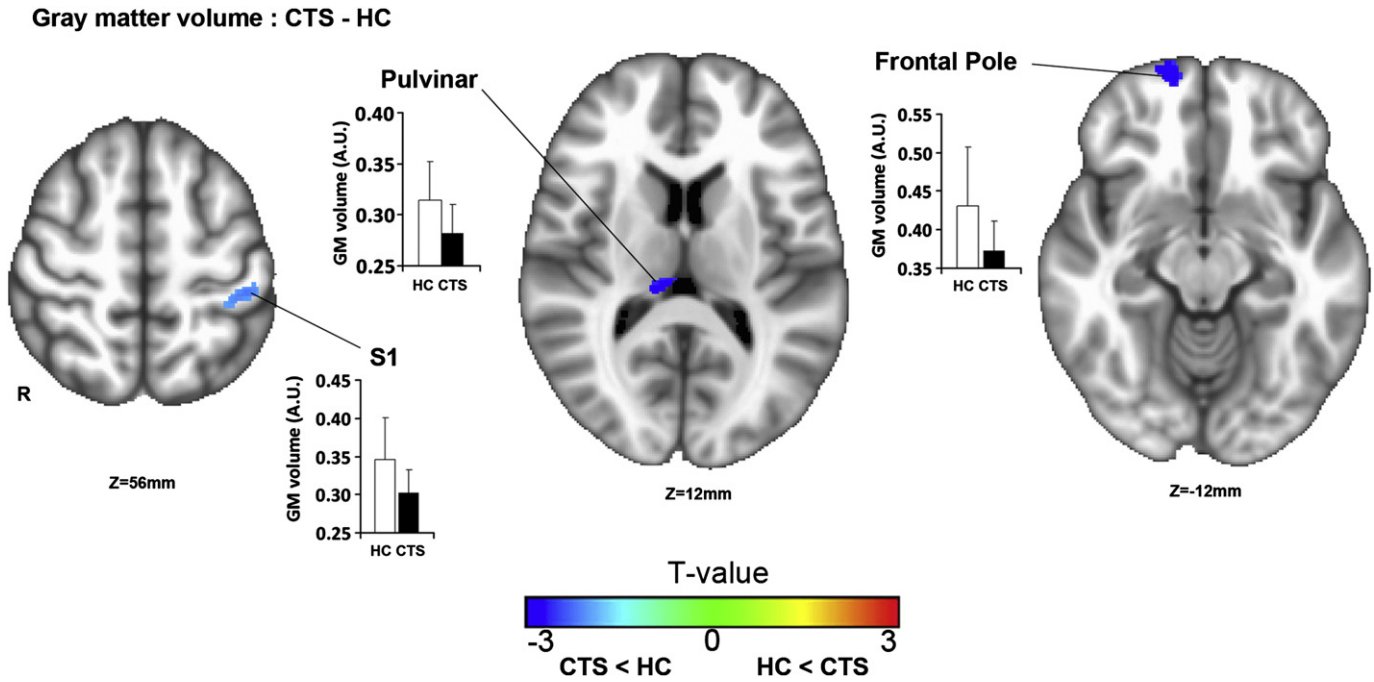 Gray matter volume : CTS - HC
Pulvinar
Frontal Pole
S1
R
GM volume (A.U.)
0.40
0.35
0.30
0.25
HC CTS
GM volume (A.U.)
0.55
0.50
0.45
0.40
0.35
HC CTS
GM volume (A.U.)
0.45
0.40
0.35
0.30
0.25
HC CTS
Z=56mm
Z=12mm
Z=-12mm
T-value
-3 0 3
CTS < HC HC < CTS